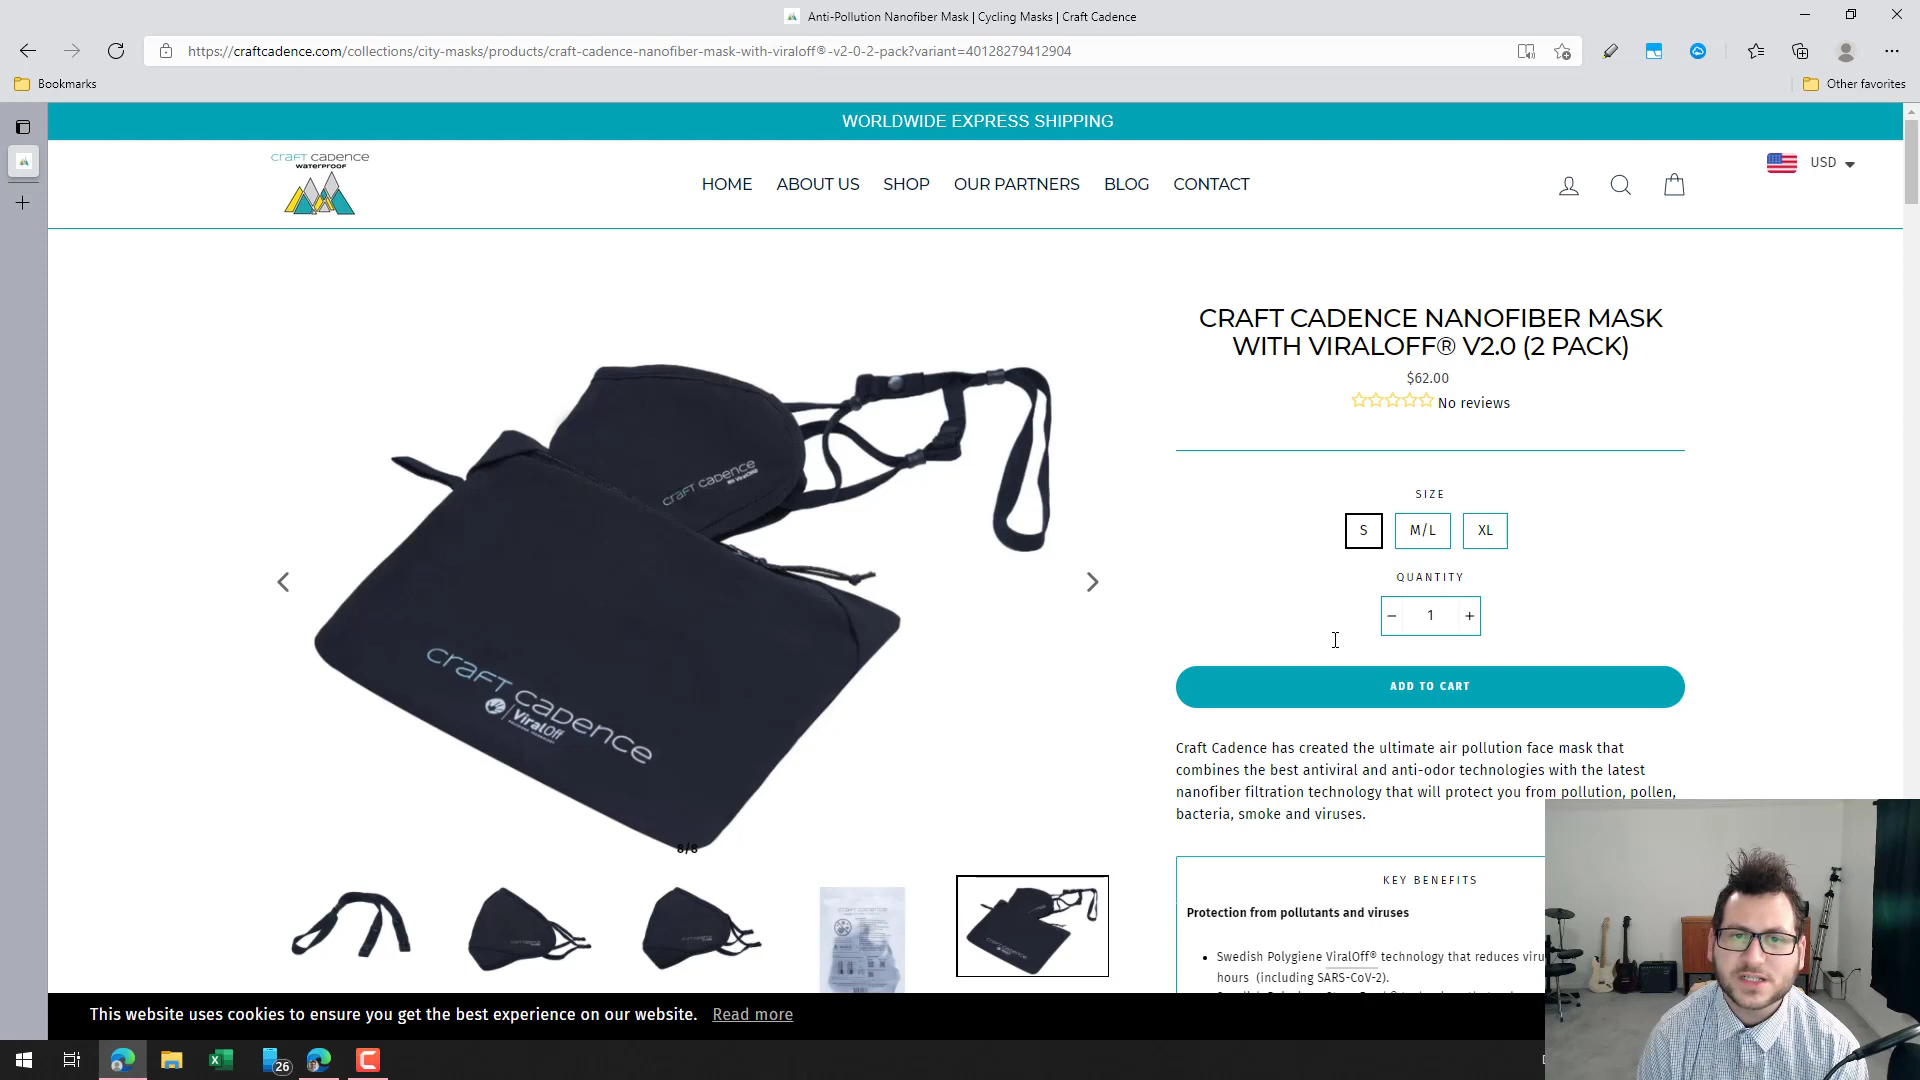 Anti-Pollution Nanofiber Mask | Cycling Masks | Craft Cadence
https://craftcadence.com/collections/city-masks/products/craft-cadence-nanofiber-mask-with-viraloff®-v2-0-2-pack?variant=40128279412904
Bookmarks
Other favorites
WORLDWIDE EXPRESS SHIPPING
craft cadence
WATERPROOF
HOME ABOUT US SHOP OUR PARTNERS BLOG CONTACT
USD
CRAFT CADENCE NANOFIBER MASK
WITH VIRALOFF® V2.0 (2 PACK)
$62.00
No reviews
SIZE
S M/L XL
QUANTITY
− 1 +
ADD TO CART
craft cadence
craft cadence
ViralOff
8/8
Craft Cadence has created the ultimate air pollution face mask that
combines the best antiviral and anti-odor technologies with the latest
nanofiber filtration technology that will protect you from pollution, pollen,
bacteria, smoke and viruses.
KEY BENEFITS
Protection from pollutants and viruses
Swedish Polygiene ViralOff® technology that reduces viru
hours (including SARS-CoV-2).
This website uses cookies to ensure you get the best experience on our website. Read more
26